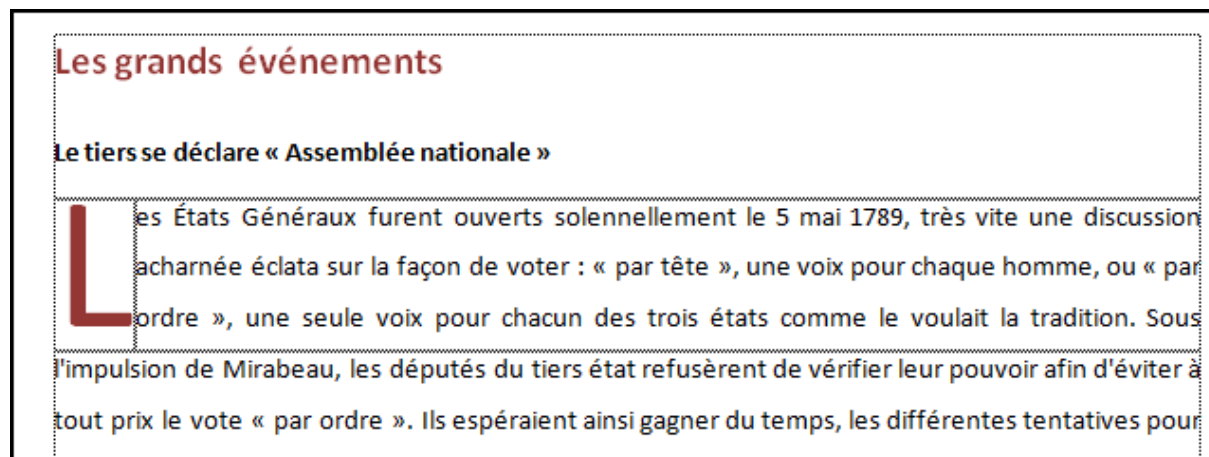 Les grands événements
Le tiers se déclare « Assemblée nationale »
Les États Généraux furent ouverts solennellement le 5 mai 1789, très vite une discussion
acharnée éclata sur la façon de voter : « par tête », une voix pour chaque homme, ou « par
ordre », une seule voix pour chacun des trois états comme le voulait la tradition. Sous
l'impulsion de Mirabeau, les députés du tiers état refusèrent de vérifier leur pouvoir afin d'éviter à
tout prix le vote « par ordre ». Ils espéraient ainsi gagner du temps, les différentes tentatives pour